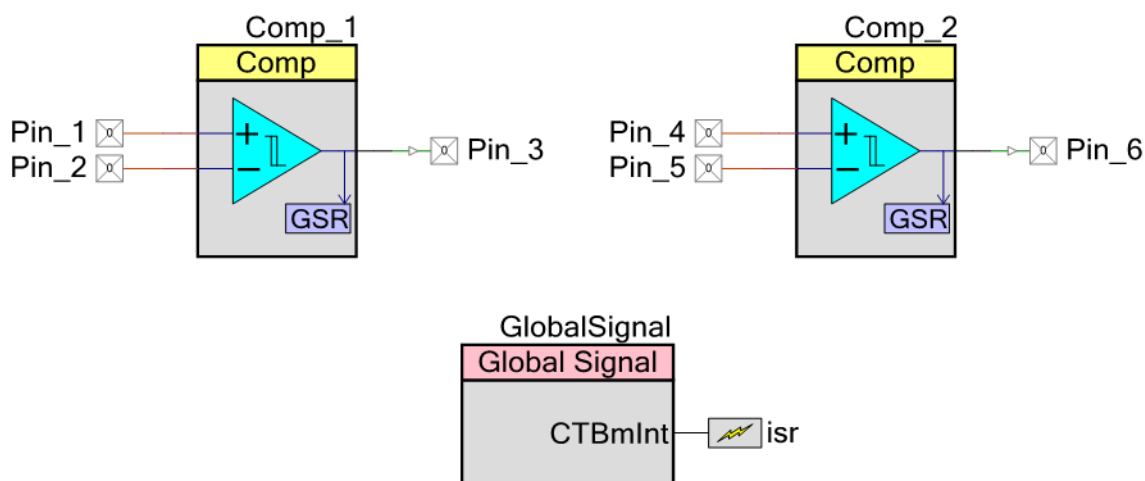 Comp_1
Comp_2
Comp
Comp
Pin_1
Pin_2
Pin_3
Pin_4
Pin_5
Pin_6
+
−
+
−
GSR
GSR
GlobalSignal
Global Signal
CTBmInt
isr